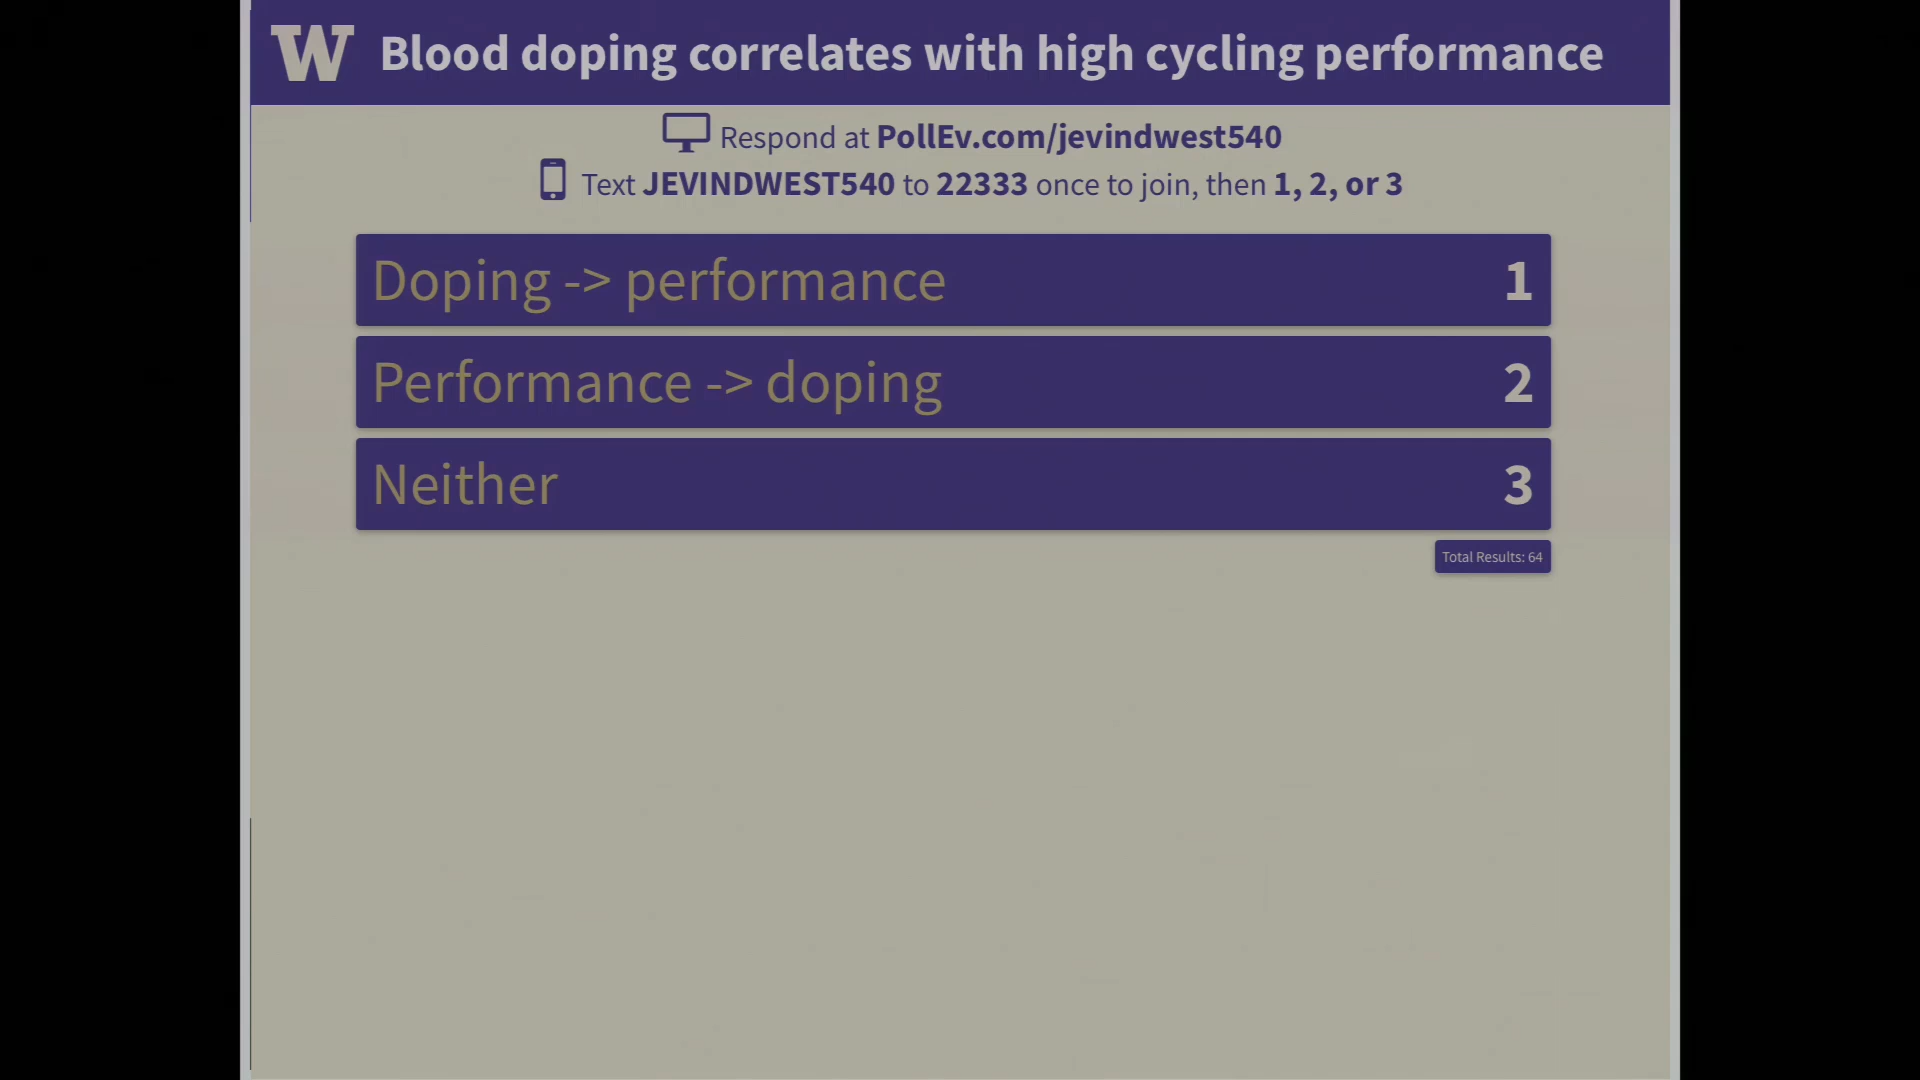 W Blood doping correlates with high cycling performance
Respond at PollEv.com/jevindwest540
Text JEVINDWEST540 to 22333 once to join, then 1, 2, or 3
Doping -> performance 1
Performance -> doping 2
Neither 3
Total Results: 64